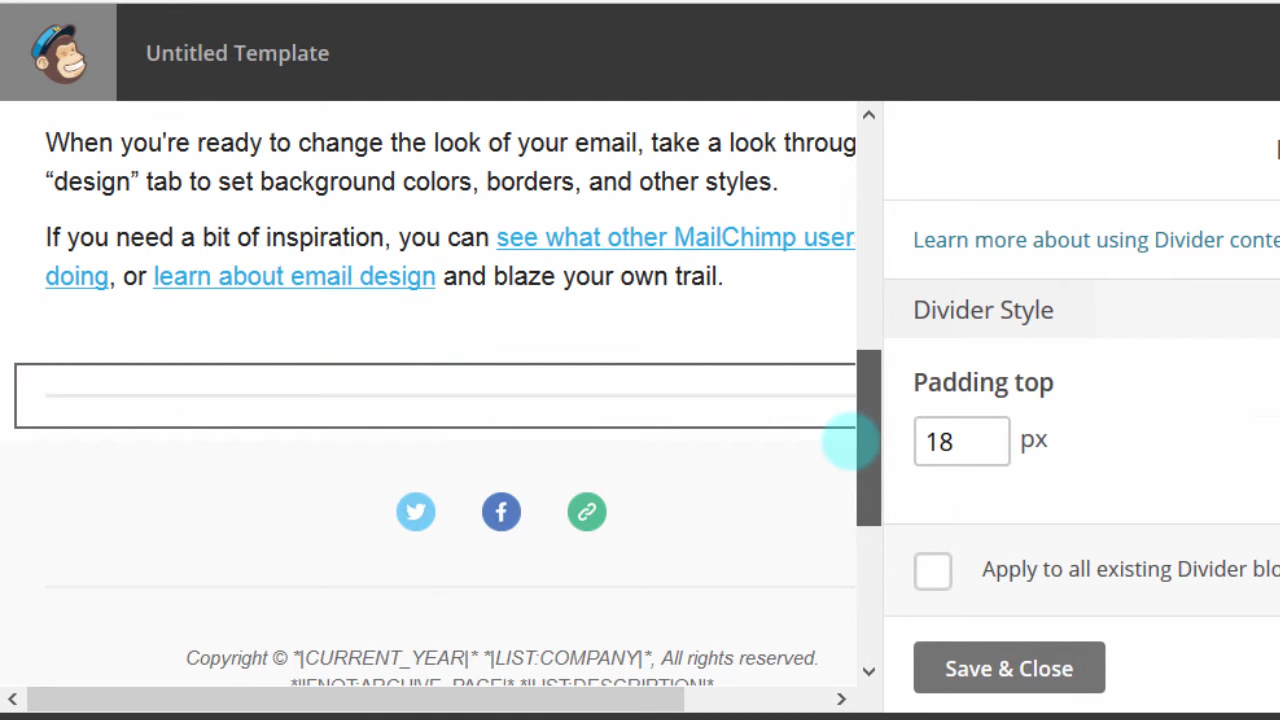 Untitled Template
When you're ready to change the look of your email, take a look throug
“design” tab to set background colors, borders, and other styles.
If you need a bit of inspiration, you can see what other MailChimp user
doing, or learn about email design and blaze your own trail.
Copyright © *|CURRENT_YEAR|* *|LIST:COMPANY|*, All rights reserved.
*|IFNOT:ARCHIVE_PAGE|* *|LIST:DESCRIPTION|*
Learn more about using Divider conte
Divider Style
Padding top
18 px
Apply to all existing Divider blo
Save & Close